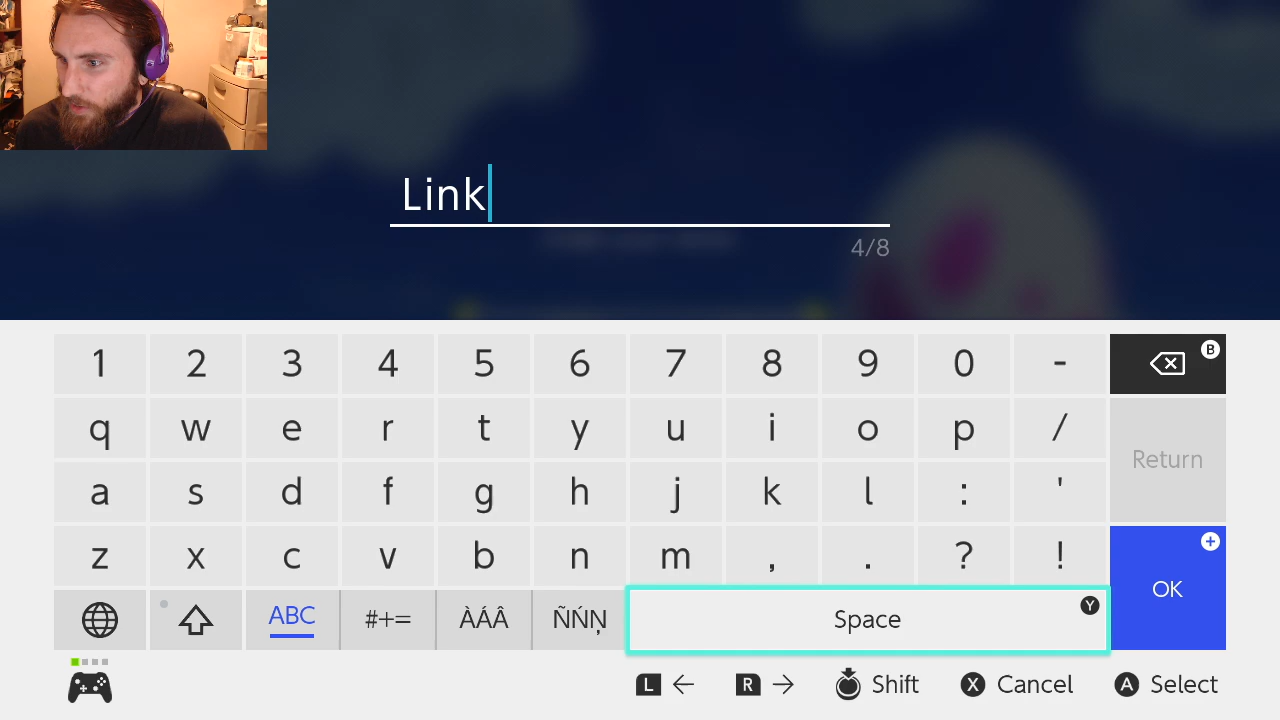 Link
4/8
1 2 3 4 5 6 7 8 9 0 - B
q w e r t y u i o p / Return
a s d f g h j k l : '
z x c v b n m , . ? ! + OK
ABC #+= ÀÁÂ ÑŃŅ Space Y
L ← R → Shift X Cancel A Select